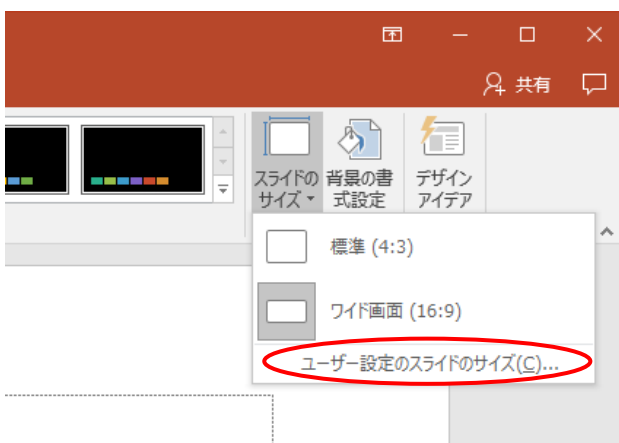 共有
スライドの
サイズ
背景の書
式設定
デザイン
アイデア
標準 (4:3)
ワイド画面 (16:9)
ユーザー設定のスライドのサイズ(C)...